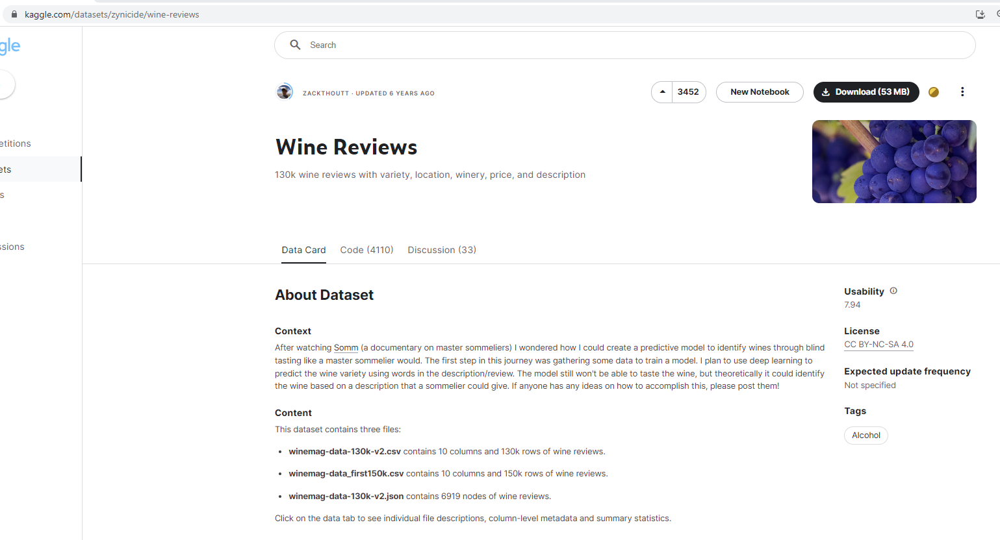 kaggle.com/datasets/zynicide/wine-reviews
gle
Search
ZACKTHOUTT · UPDATED 6 YEARS AGO
3452
New Notebook
Download (53 MB)
etitions
ets
s
ssions
Wine Reviews
130k wine reviews with variety, location, winery, price, and description
Data Card
Code (4110)
Discussion (33)
About Dataset
Context
After watching Somm (a documentary on master sommeliers) I wondered how I could create a predictive model to identify wines through blind
tasting like a master sommelier would. The first step in this journey was gathering some data to train a model. I plan to use deep learning to
predict the wine variety using words in the description/review. The model still won't be able to taste the wine, but theoretically it could identify
the wine based on a description that a sommelier could give. If anyone has any ideas on how to accomplish this, please post them!
Content
This dataset contains three files:
• winemag-data-130k-v2.csv contains 10 columns and 130k rows of wine reviews.
• winemag-data_first150k.csv contains 10 columns and 150k rows of wine reviews.
• winemag-data-130k-v2.json contains 6919 nodes of wine reviews.
Click on the data tab to see individual file descriptions, column-level metadata and summary statistics.
Usability
7.94
License
CC BY-NC-SA 4.0
Expected update frequency
Not specified
Tags
Alcohol